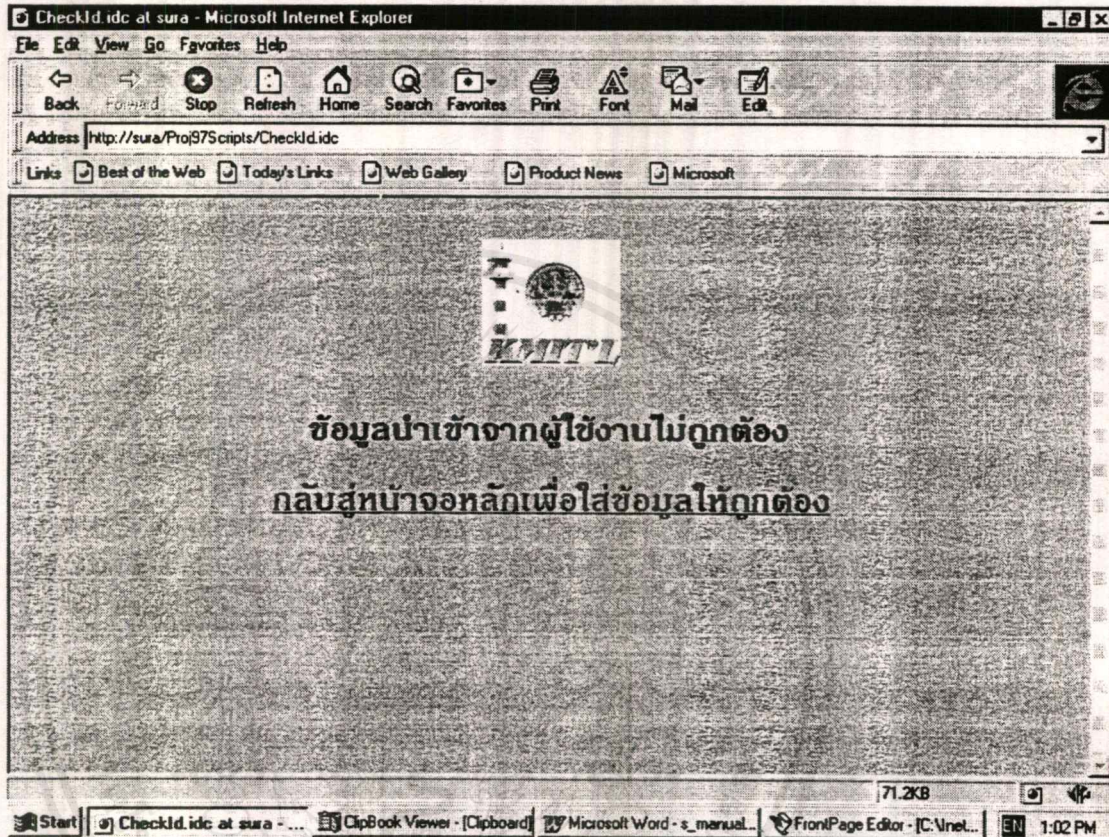 CheckId.idc at sura - Microsoft Internet Explorer
File Edit View Go Favorites Help
Back Forward Stop Refresh Home Search Favorites Print Font Mail Edit
Address http://sura/Proj97Scripts/CheckId.idc
Links Best of the Web Today's Links Web Gallery Product News Microsoft
KMIT'L
ข้อมูลนำเข้าจากผู้ใช้งานไม่ถูกต้อง
กลับสู่หน้าจอหลักเพื่อใส่ข้อมูลให้ถูกต้อง
71.2KB
Start CheckId.idc at sura - ... ClipBook Viewer - [Clipboard] Microsoft Word - s_manual... FrontPage Editor - [C:\Inet... EN 1:02 PM